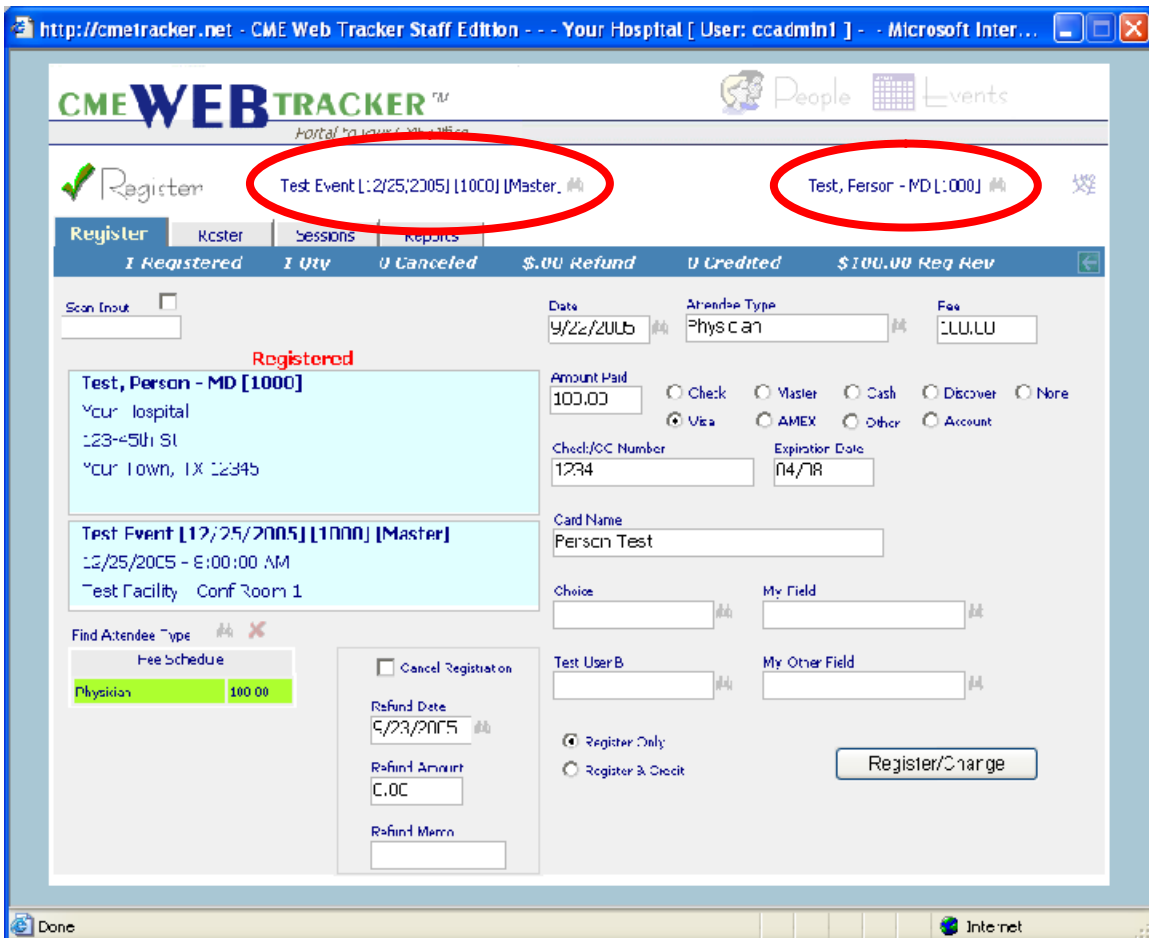 http://cmetracker.net - CME Web Tracker Staff Edition - - - Your Hospital [ User: ccadmin1 ] - - Microsoft Inter...
CME WEB TRACKER TM
People Events
Portal to your CME Office
Register
Test Event [12/25/2005] [1000] [Master]
Test, Person - MD [1000]
Register Roster Sessions Reports
1 Registered 1 Qty 0 Canceled $.00 Refund 0 Credited $100.00 Reg Rev
Scan Input
Date Attendee Type Fee
9/22/2005 Physician 100.00
Registered
Test, Person - MD [1000]
Your Hospital
123-45th St
Your Town, TX 12345
Amount Paid
100.00
Check Master Cash Discover None
Visa AMEX Other Account
Check/CC Number Expiration Date
1234 04/08
Test Event [12/25/2005] [1000] [Master]
12/25/2005 - 8:00:00 AM
Test Facility - Conf Room 1
Card Name
Person Test
Choice My Field
Find Attendee Type
Fee Schedule
Physician 100.00
Cancel Registration
Test User B My Other Field
Refund Date
9/23/2005
Register Only
Register & Credit
Register/Change
Refund Amount
0.00
Refund Memo
Done
Internet